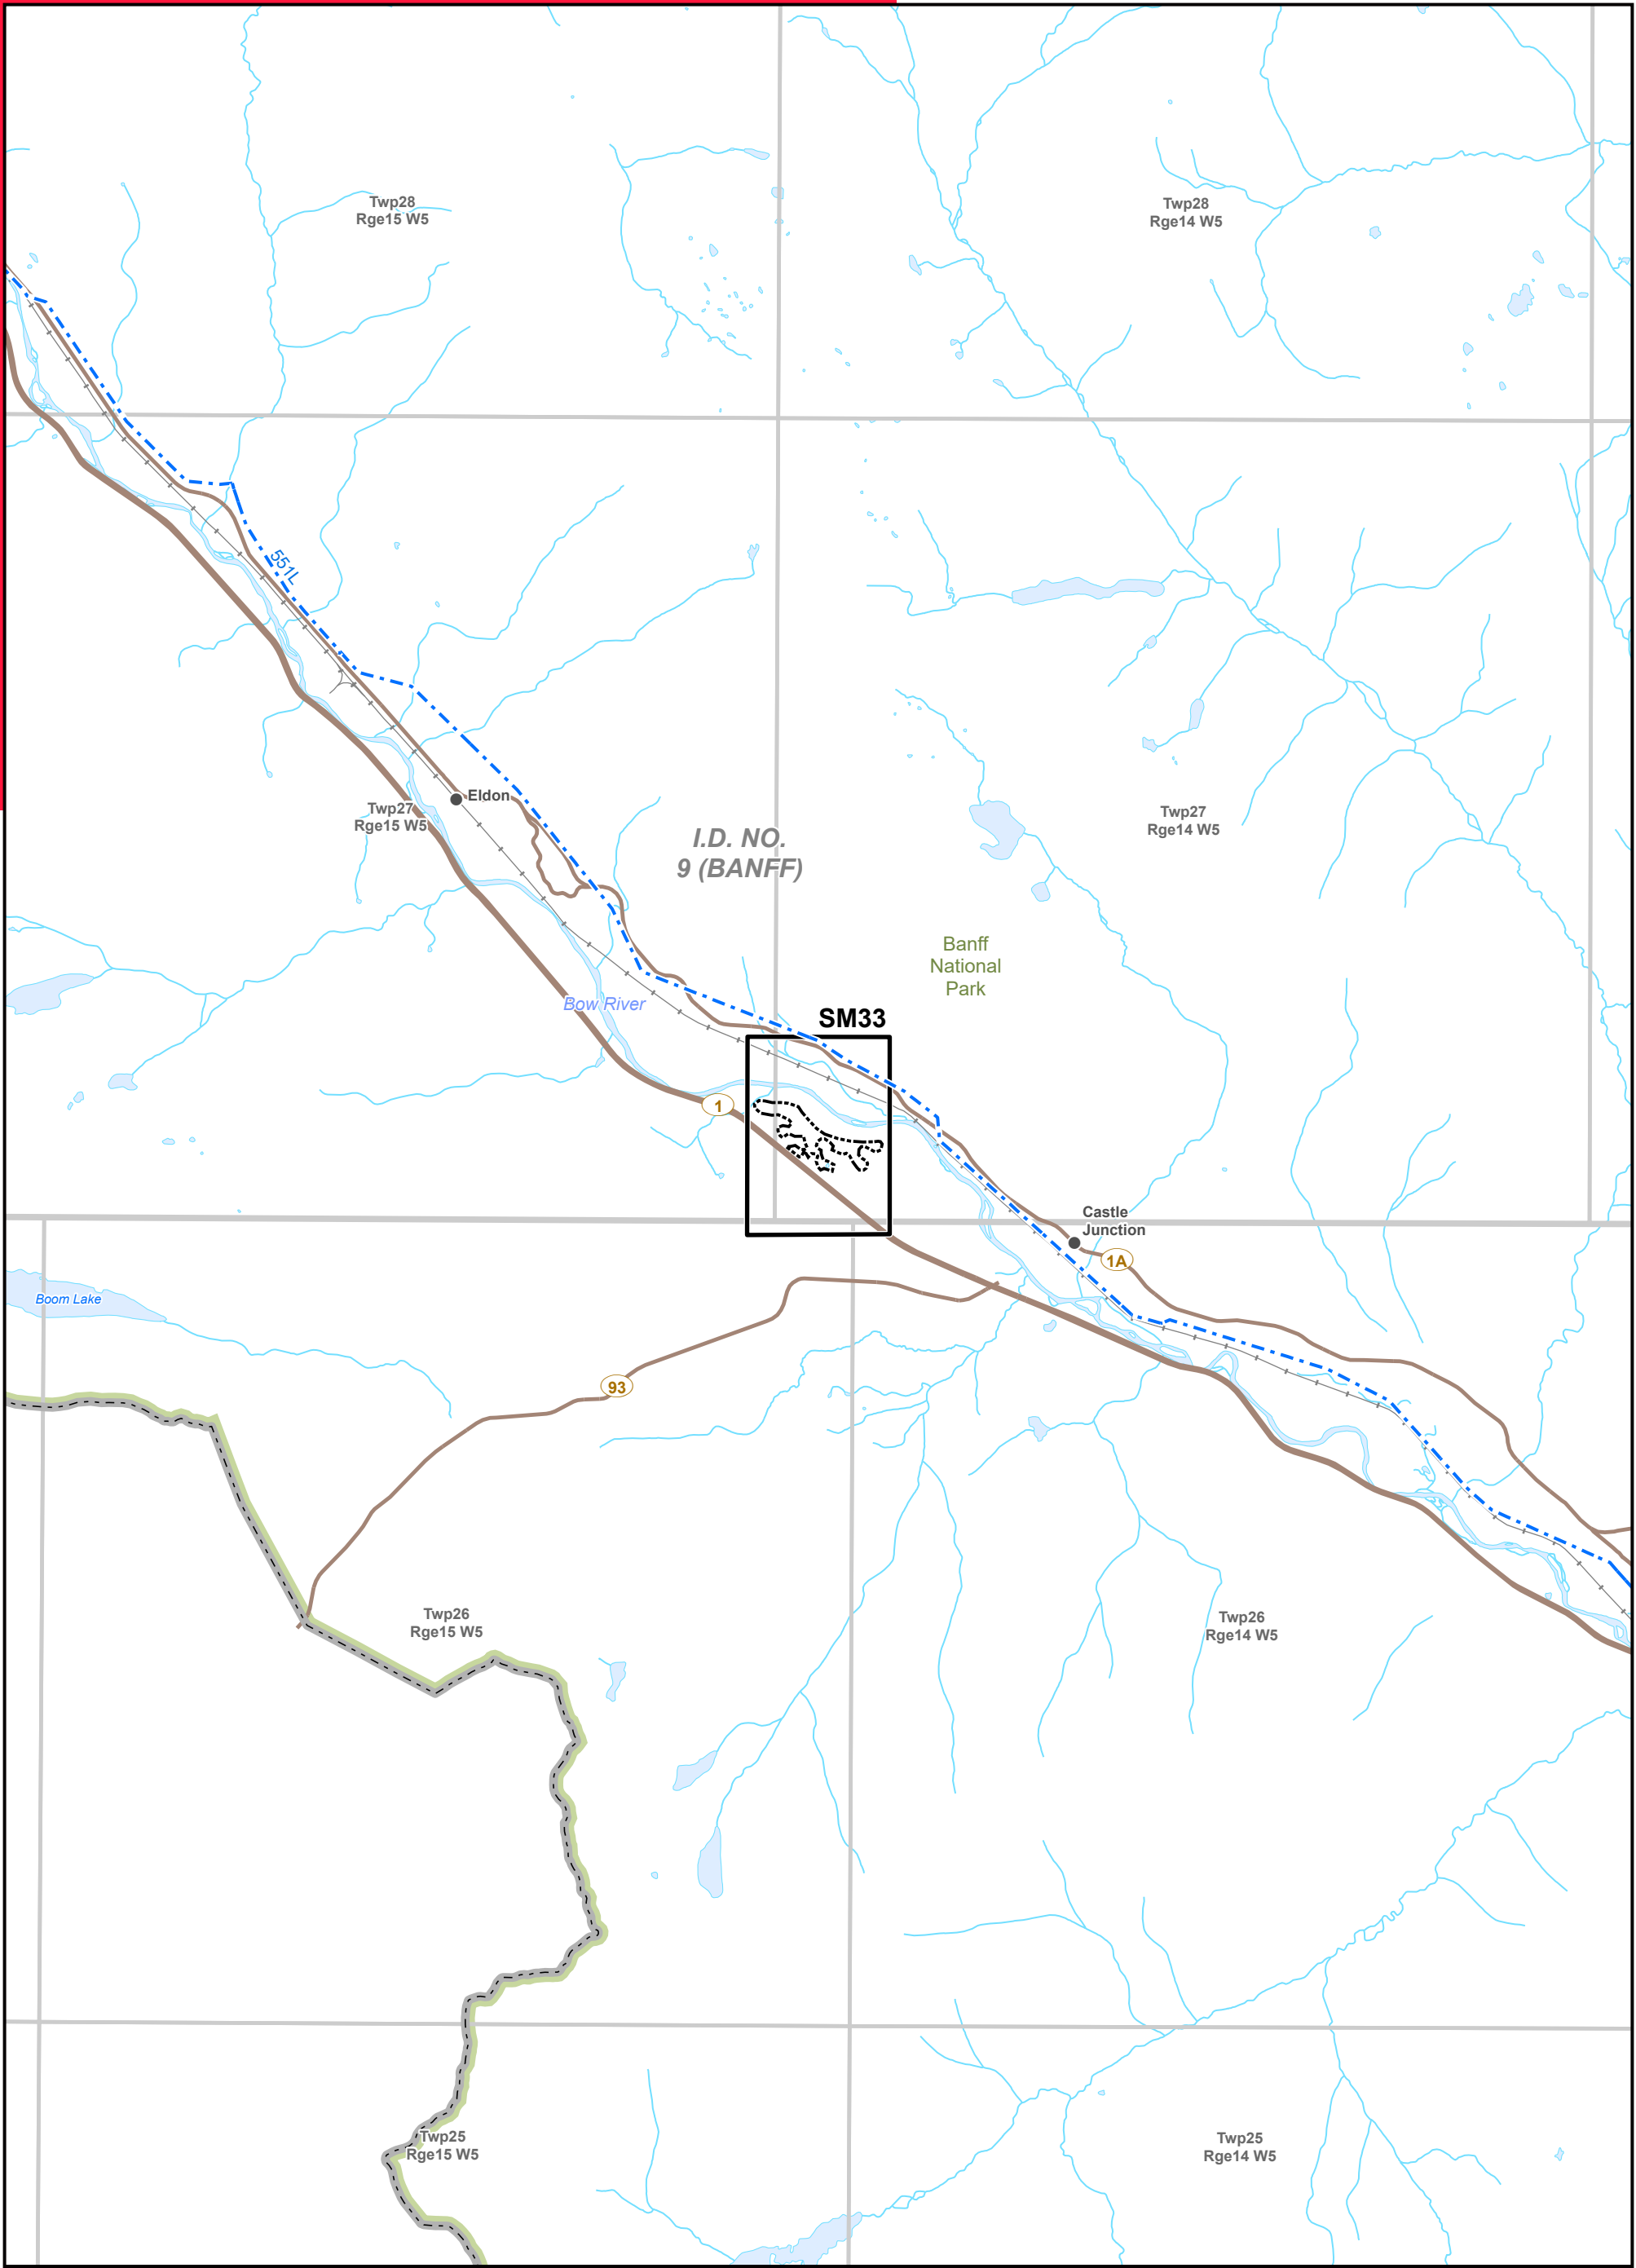 Twp28
Rge15 W5
Twp28
Rge14 W5
551L
Eldon
Twp27
Rge15 W5
Twp27
Rge14 W5
I.D. NO.
9 (BANFF)
Banff
National
Park
Bow River
SM33
1
Castle
Junction
1A
Boom Lake
93
Twp26
Rge15 W5
Twp26
Rge14 W5
Twp25
Rge15 W5
Twp25
Rge14 W5